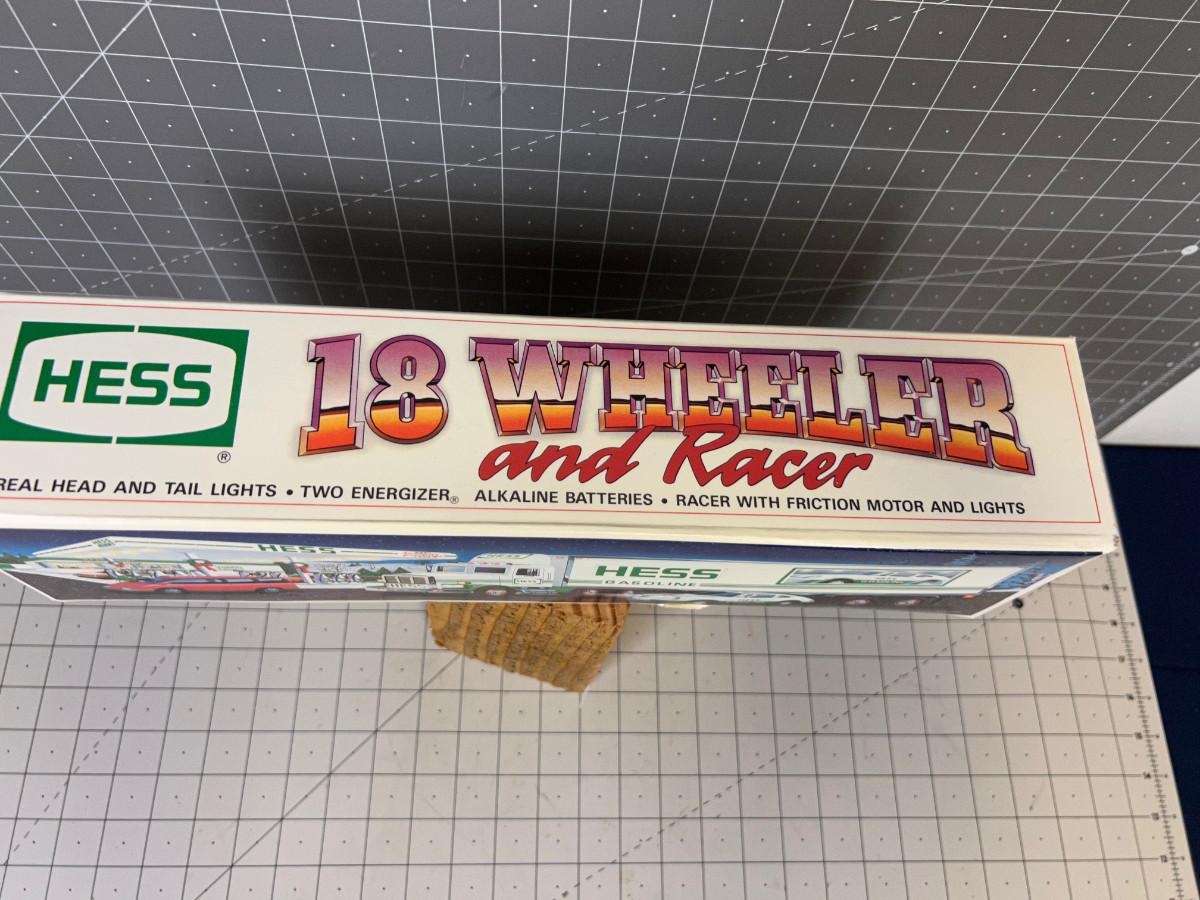 HESS
®
18 WHEELER
and Racer
REAL HEAD AND TAIL LIGHTS • TWO ENERGIZER® ALKALINE BATTERIES • RACER WITH FRICTION MOTOR AND LIGHTS
HESS
HESS
GASOLINE